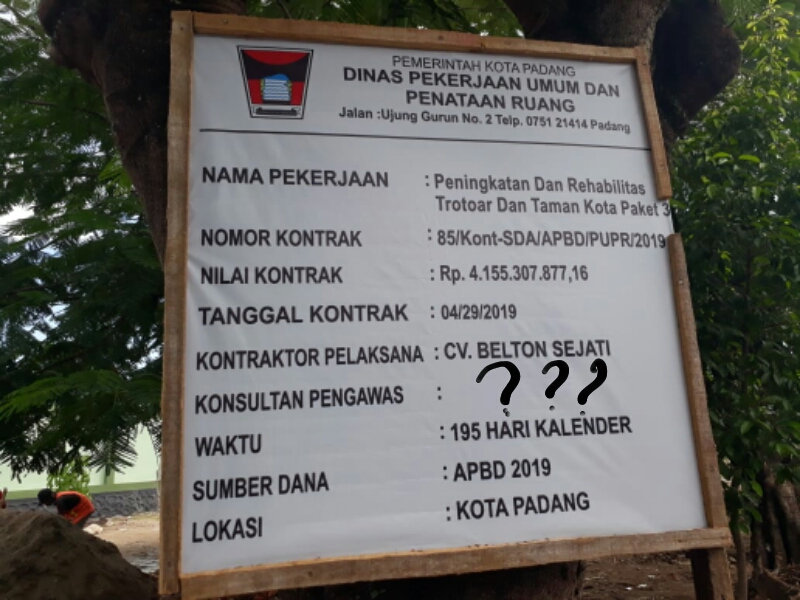 PEMERINTAH KOTA PADANG
DINAS PEKERJAAN UMUM DAN
PENATAAN RUANG
Jalan :Ujung Gurun No. 2 Telp. 0751 21414 Padang
NAMA PEKERJAAN : Peningkatan Dan Rehabilitas
Trotoar Dan Taman Kota Paket 3
NOMOR KONTRAK : 85/Kont-SDA/APBD/PUPR/2019
NILAI KONTRAK : Rp. 4.155.307.877,16
TANGGAL KONTRAK : 04/29/2019
KONTRAKTOR PELAKSANA : CV. BELTON SEJATI
KONSULTAN PENGAWAS : ???
WAKTU : 195 HARI KALENDER
SUMBER DANA : APBD 2019
LOKASI : KOTA PADANG